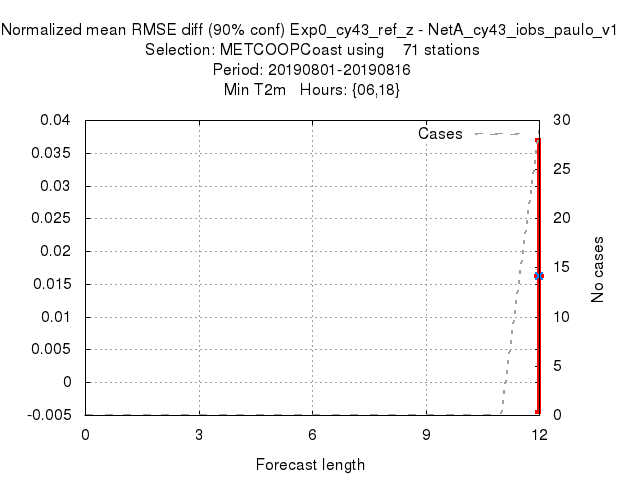 Normalized mean RMSE diff (90% conf) Exp0_cy43_ref_z - NetA_cy43_iobs_paulo_v1
Selection: METCOOPCoast using 71 stations
Period: 20190801-20190816
Min T2m Hours: {06,18}
Cases
0.04
0.035
0.03
0.025
0.02
0.015
0.01
0.005
0
-0.005
30
25
20
15
10
5
0
No cases
0 3 6 9 12
Forecast length